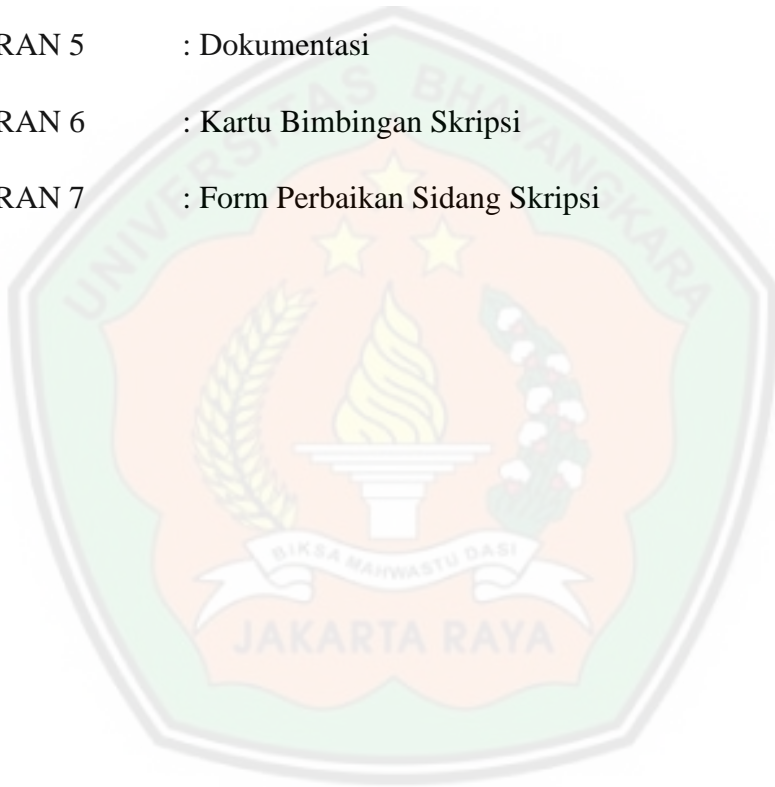 RAN 5 : Dokumentasi
RAN 6 : Kartu Bimbingan Skripsi
RAN 7 : Form Perbaikan Sidang Skripsi
UNIVERSITAS BHAYANGKARA
BIKSA MAHWASTU DASI
JAKARTA RAYA